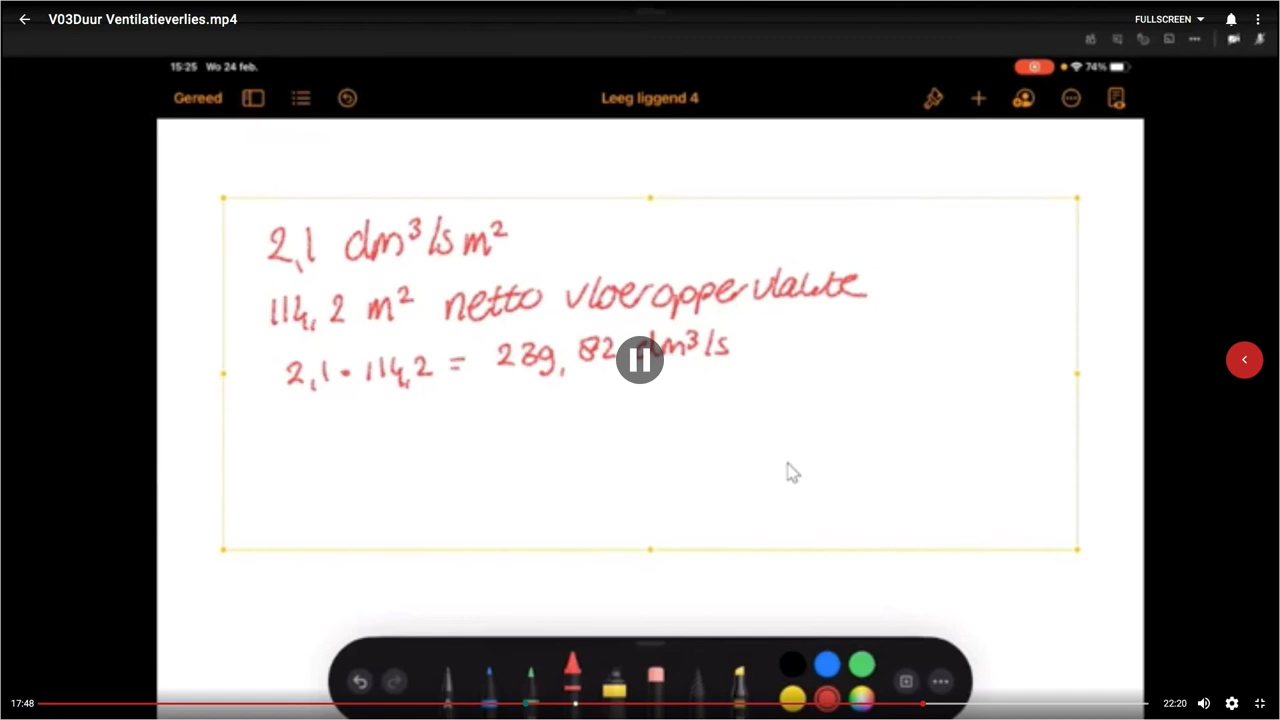 V03Duur Ventilatieverlies.mp4
FULLSCREEN
15:25 Wo 24 feb.
74%
Gereed
Leeg liggend 4
2,1 dm³/s m²
114,2 m² netto vloeroppervlakte
2,1 • 114,2 = 239,82 dm³/s
17:48
22:20